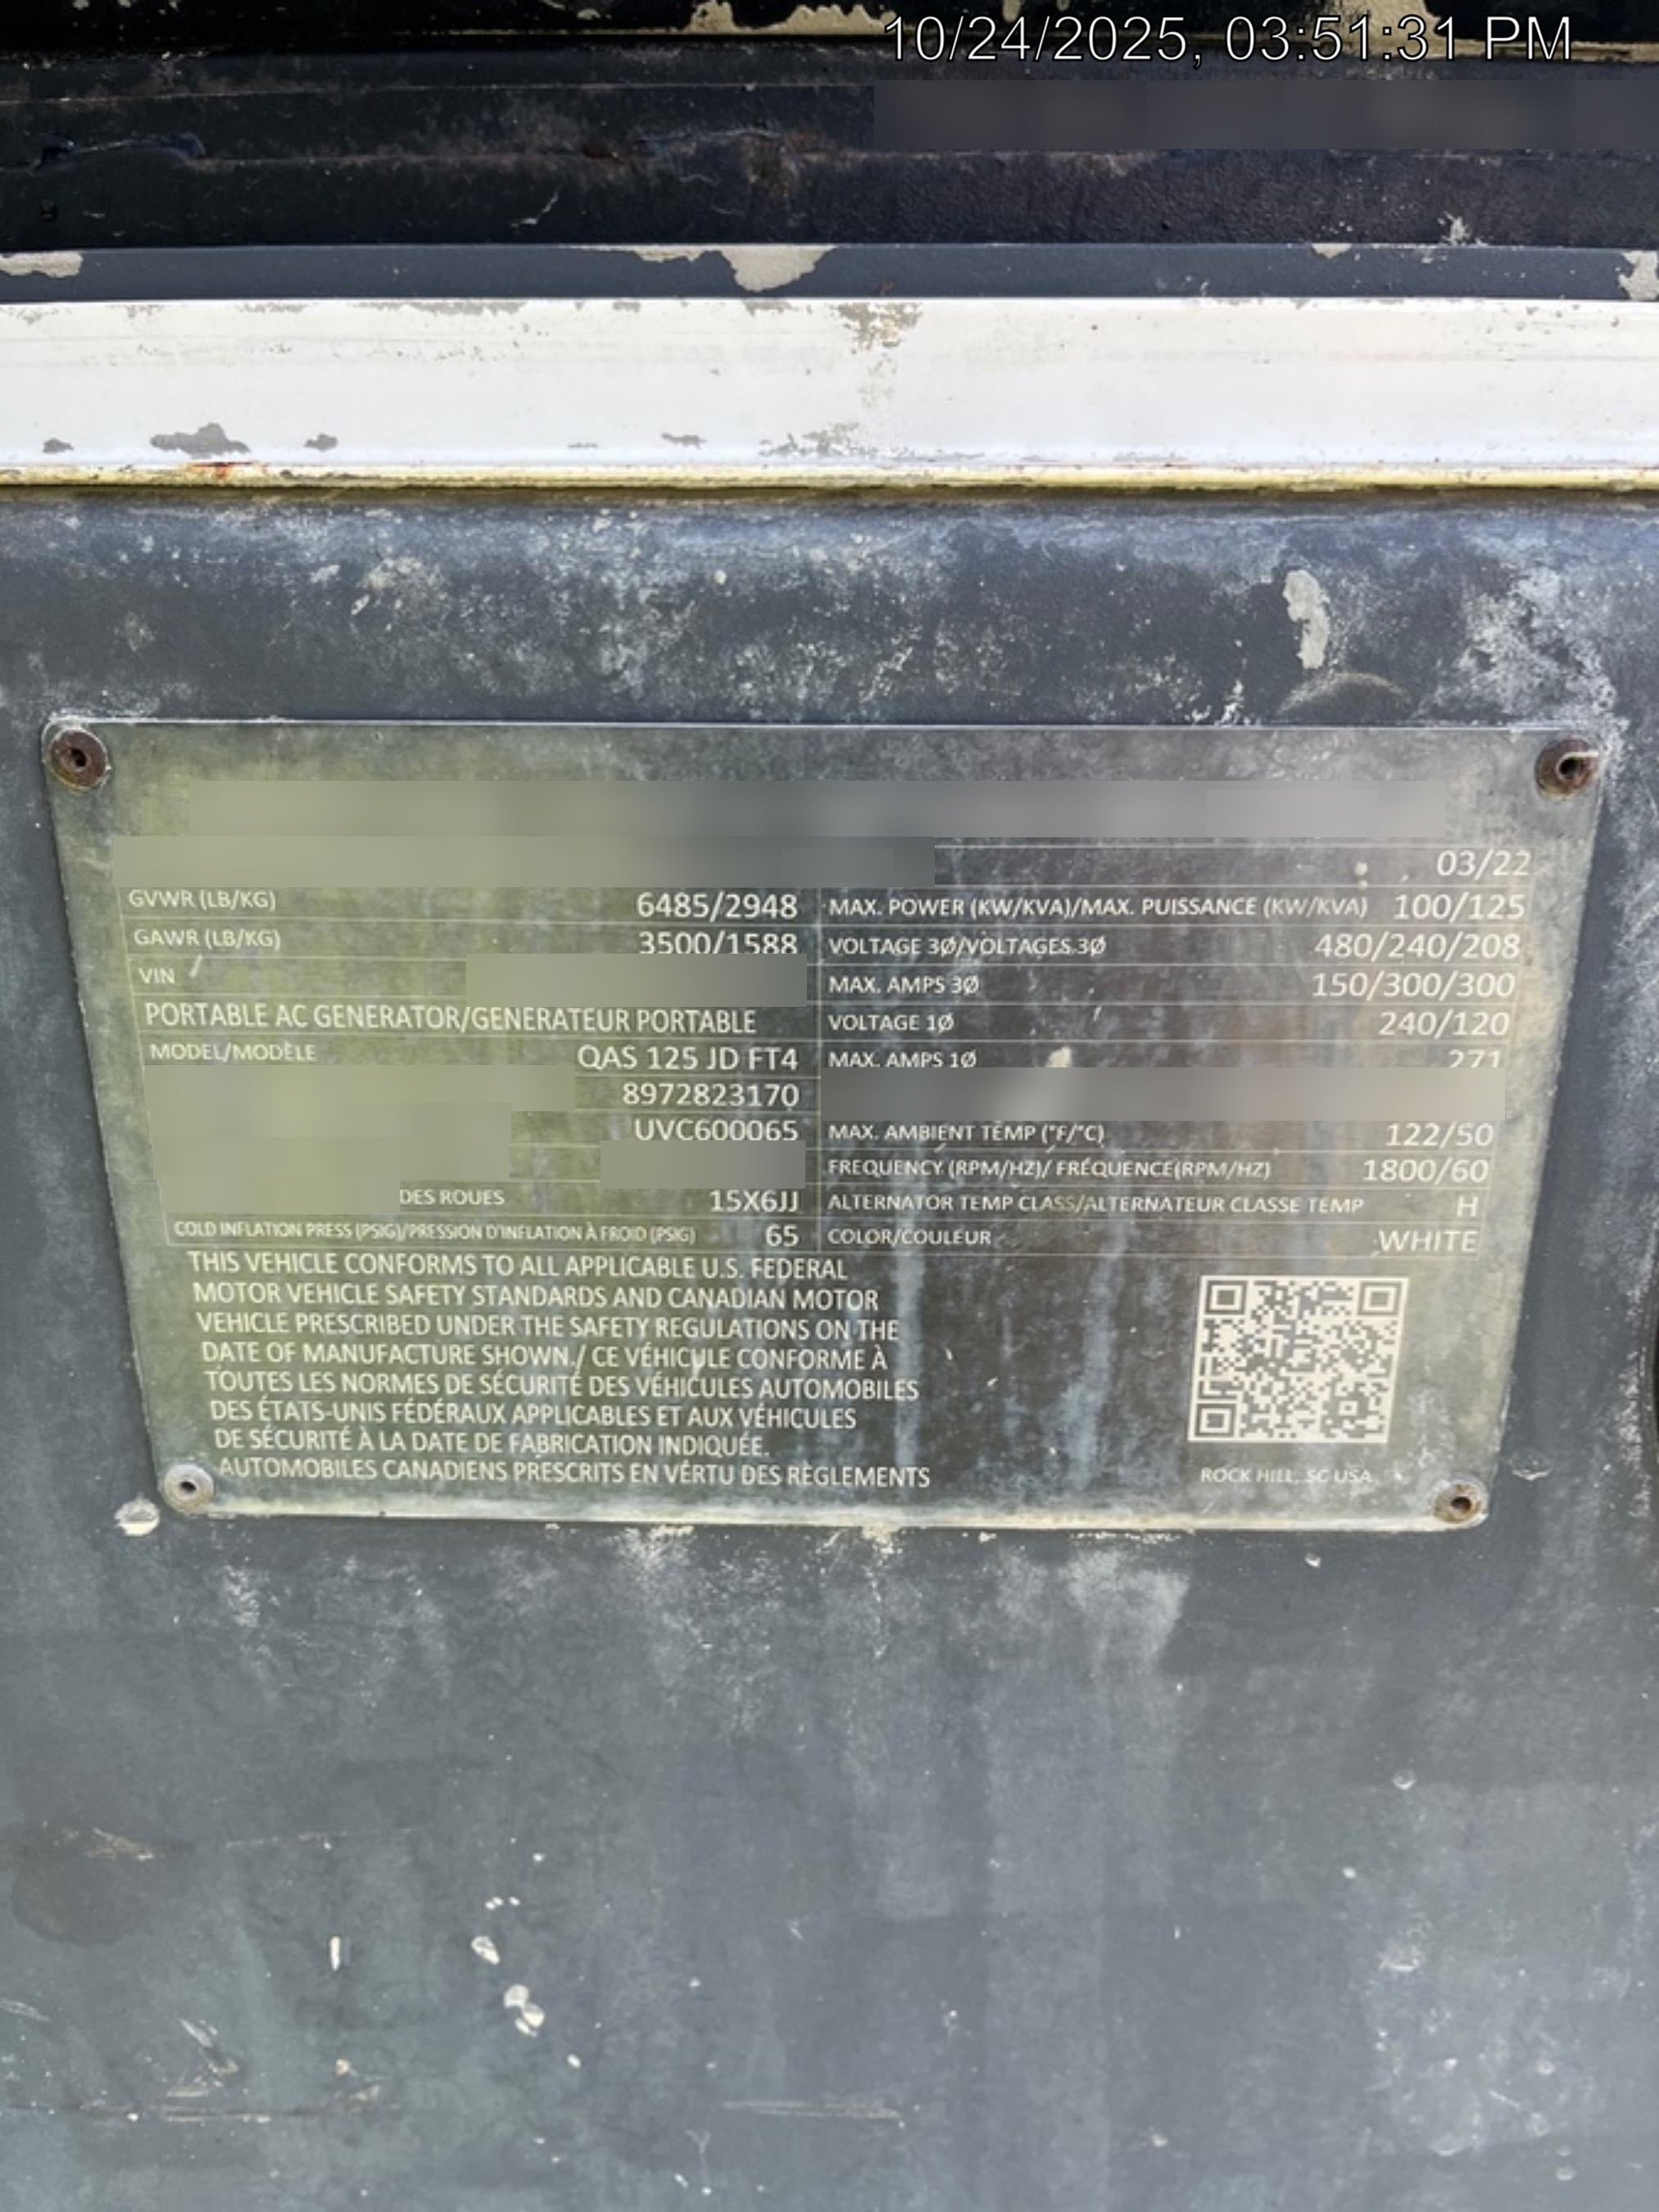 10/24/2025, 03:51:31 PM
03/22
GVWR (LB/KG) 6485/2948 MAX. POWER (KW/KVA)/MAX. PUISSANCE (KW/KVA) 100/125
GAWR (LB/KG) 3500/1588 VOLTAGE 3Ø/VOLTAGES 3Ø 480/240/208
VIN MAX. AMPS 3Ø 150/300/300
PORTABLE AC GENERATOR/GENERATEUR PORTABLE VOLTAGE 1Ø 240/120
MODEL/MODÈLE QAS 125 JD FT4 MAX. AMPS 1Ø 271
8972823170
UVC600065 MAX. AMBIENT TEMP (°F/°C) 122/50
FREQUENCY (RPM/HZ)/ FRÉQUENCE(RPM/HZ) 1800/60
DES ROUES 15X6JJ ALTERNATOR TEMP CLASS/ALTERNATEUR CLASSE TEMP H
COLD INFLATION PRESS (PSIG)/PRESSION D'INFLATION À FROID (PSIG) 65 COLOR/COULEUR WHITE
THIS VEHICLE CONFORMS TO ALL APPLICABLE U.S. FEDERAL
MOTOR VEHICLE SAFETY STANDARDS AND CANADIAN MOTOR
VEHICLE PRESCRIBED UNDER THE SAFETY REGULATIONS ON THE
DATE OF MANUFACTURE SHOWN./ CE VÉHICULE CONFORME À
TOUTES LES NORMES DE SÉCURITÉ DES VÉHICULES AUTOMOBILES
DES ÉTATS-UNIS FÉDÉRAUX APPLICABLES ET AUX VÉHICULES
DE SÉCURITÉ À LA DATE DE FABRICATION INDIQUÉE.
AUTOMOBILES CANADIENS PRESCRITS EN VERTU DES RÈGLEMENTS
ROCK HILL, SC USA